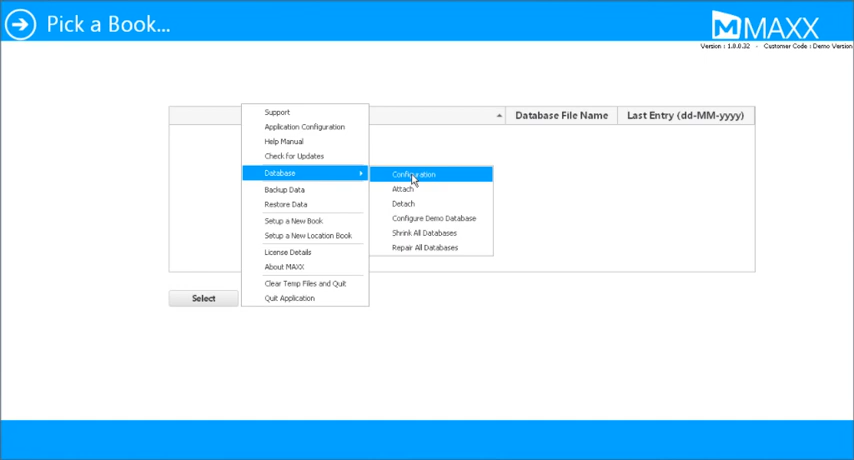 Pick a Book...
MMAXX
Version : 1.0.0.32 - Customer Code : Demo Version
Database File Name
Last Entry (dd-MM-yyyy)
Support
Application Configuration
Help Manual
Check for Updates
Database
Backup Data
Restore Data
Setup a New Book
Setup a New Location Book
License Details
About MAXX
Clear Temp Files and Quit
Quit Application
Configuration
Attach
Detach
Configure Demo Database
Shrink All Databases
Repair All Databases
Select